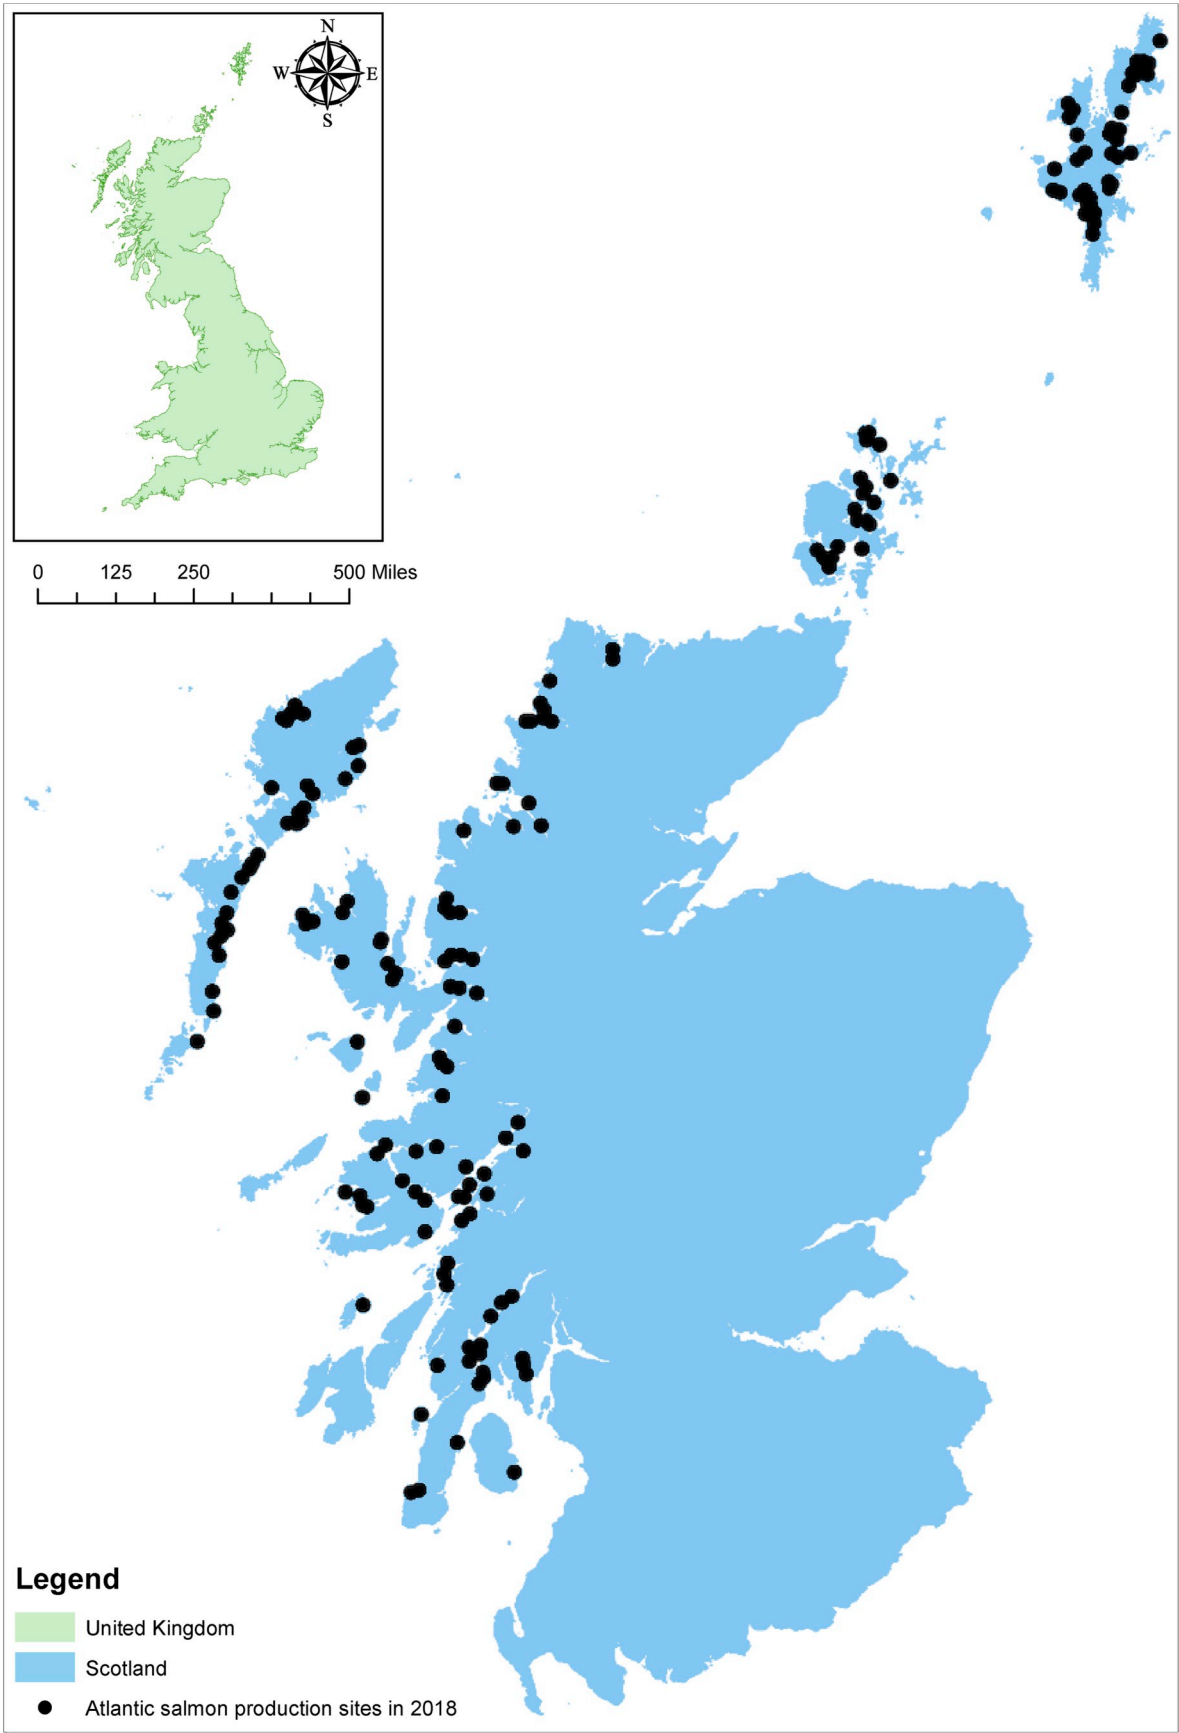 N
W E
S
0 125 250 500 Miles
Legend
United Kingdom
Scotland
Atlantic salmon production sites in 2018